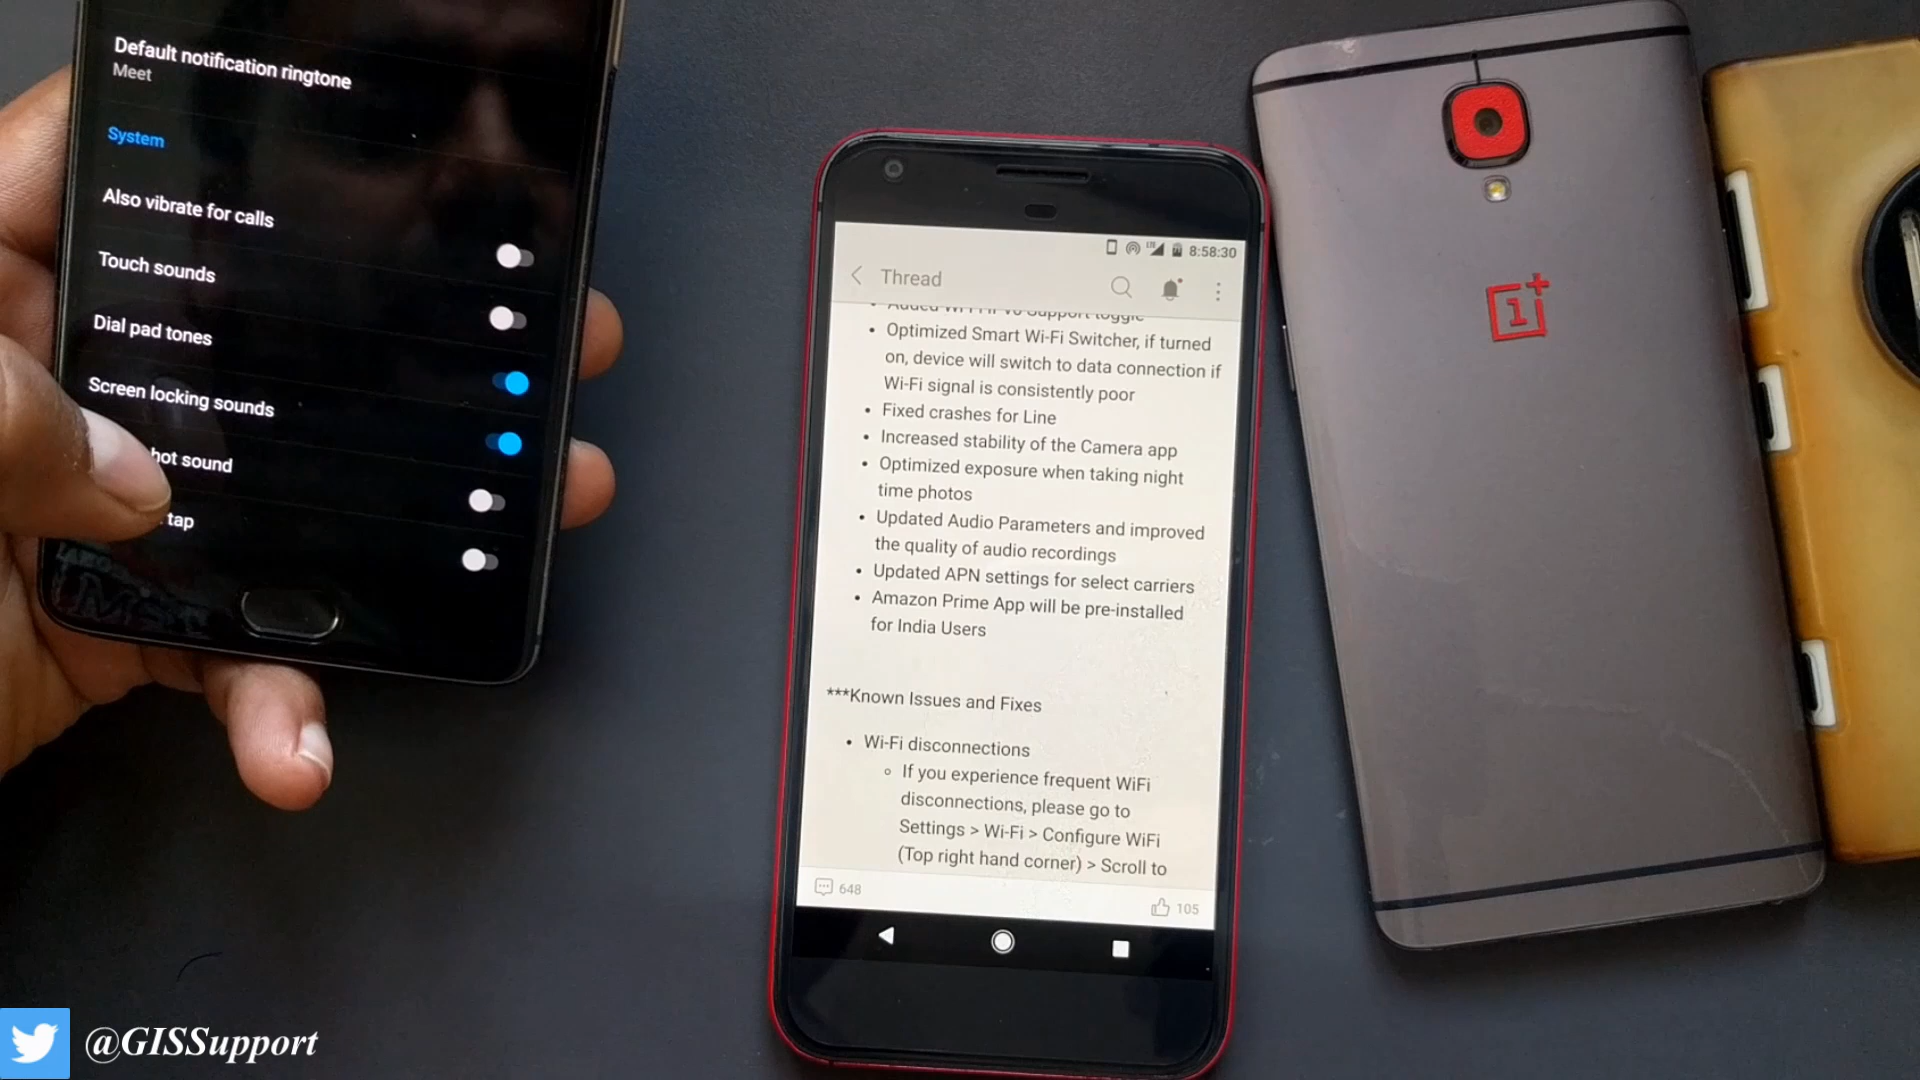 Default notification ringtone
Meet
System
Also vibrate for calls
Touch sounds
Dial pad tones
Screen locking sounds
hot sound
tap
8:58:30
Thread
Optimized Smart Wi-Fi Switcher, if turned
on, device will switch to data connection if
Wi-Fi signal is consistently poor
Fixed crashes for Line
Increased stability of the Camera app
Optimized exposure when taking night
time photos
Updated Audio Parameters and improved
the quality of audio recordings
Updated APN settings for select carriers
Amazon Prime App will be pre-installed
for India Users
***Known Issues and Fixes
Wi-Fi disconnections
If you experience frequent WiFi
disconnections, please go to
Settings > Wi-Fi > Configure WiFi
(Top right hand corner) > Scroll to
648
105
1+
@GISSupport